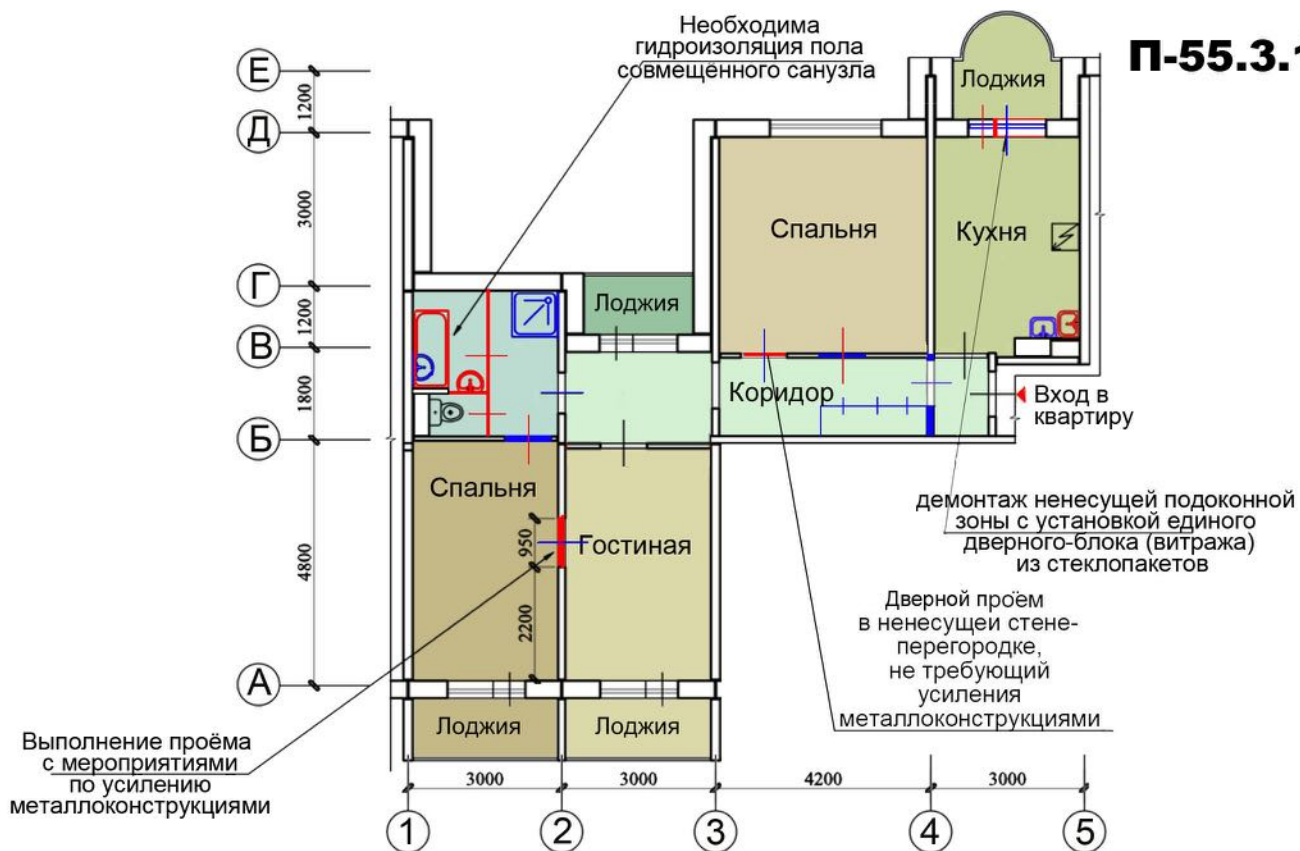 Необходима
гидроизоляция пола
совмещённого санузла
П-55.3.1
Е
Лоджия
1200
Д
3000
Спальня
Кухня
Г
Лоджия
1200
В
1800
Коридор
Вход в
квартиру
Б
Спальня
4800
950
Гостиная
2200
демонтаж ненесущей подоконной
зоны с установкой единого
дверного-блока (витража)
из стеклопакетов
Дверной проём
в ненесущеи стене-
перегородке,
не требующий
усиления
металлоконструкциями
А
Лоджия
Лоджия
Выполнение проёма
с мероприятиями
по усилению
металлоконструкциями
3000
3000
4200
3000
1
2
3
4
5